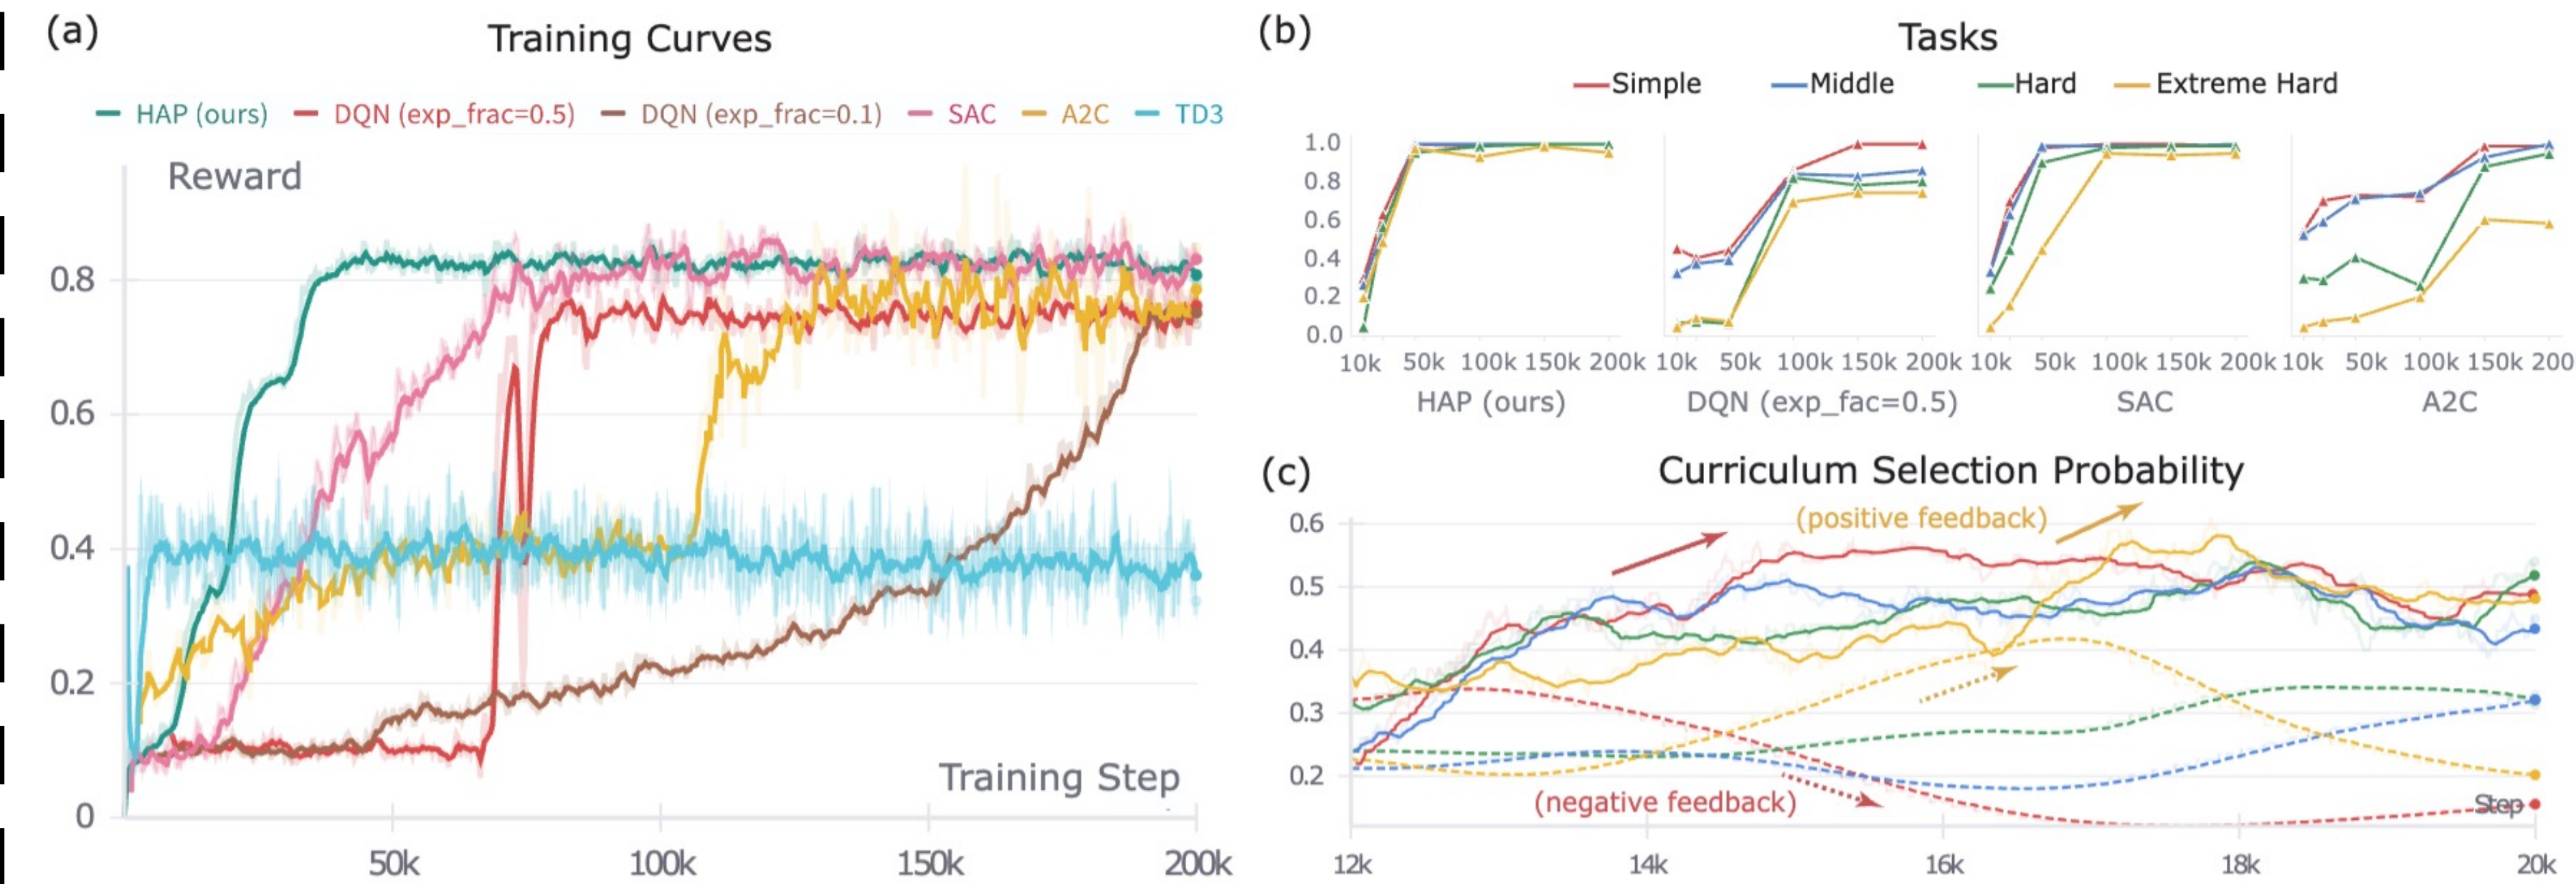 (a)
Training Curves
HAP (ours) DQN (exp_frac=0.5) DQN (exp_frac=0.1) SAC A2C TD3
Reward
0.8
0.6
0.4
0.2
0
Training Step
50k 100k 150k 200k
(b)
Tasks
Simple Middle Hard Extreme Hard
1.0
0.8
0.6
0.4
0.2
0.0
10k 50k 100k 150k 200k 10k 50k 100k 150k 200k 10k 50k 100k 150k 200k 10k 50k 100k 150k 200
HAP (ours) DQN (exp_fac=0.5) SAC A2C
(c)
Curriculum Selection Probability
(positive feedback)
0.6
0.5
0.4
0.3
0.2
(negative feedback)
Step
12k 14k 16k 18k 20k